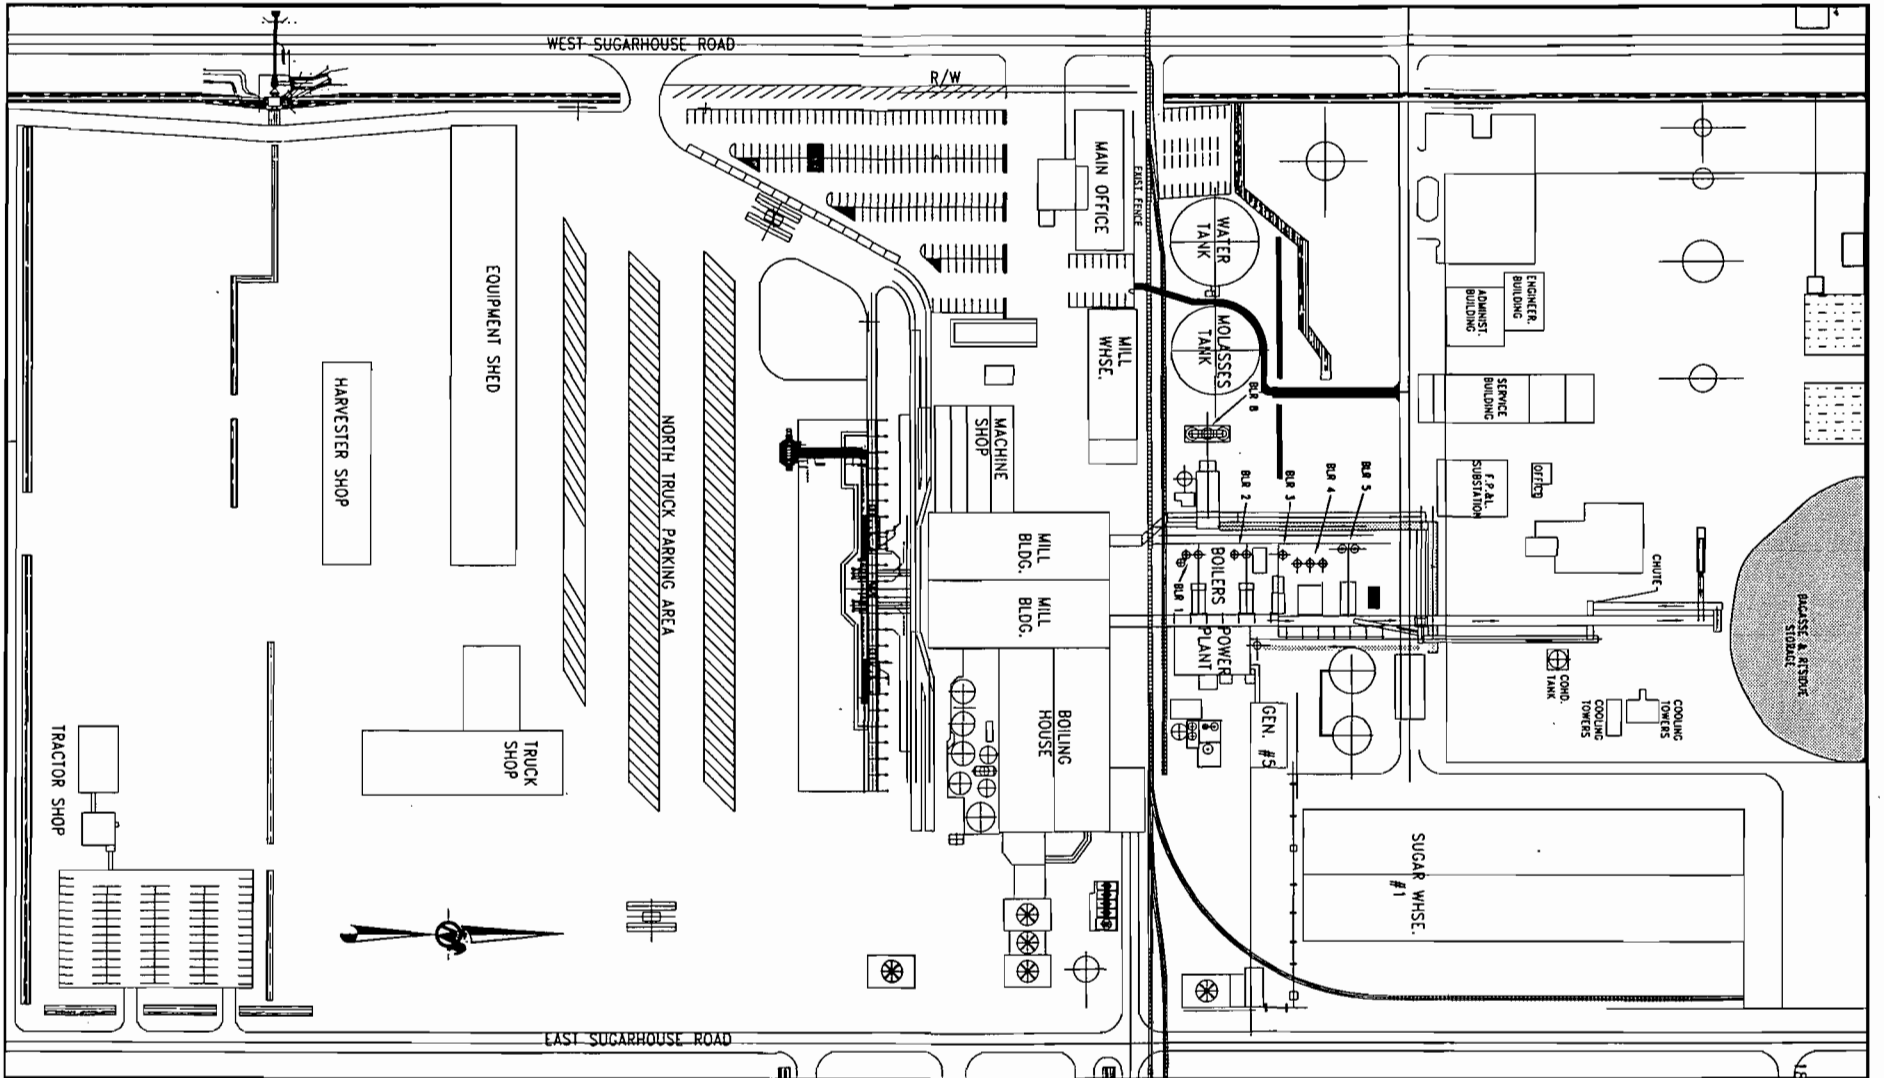 WEST SUGARHOUSE ROAD
R/W
MAIN OFFICE
EXIST. FENCE
WATER
TANK
MOLASSES
TANK
MILL
WHSE.
ENGINEER.
BUILDING
ADMINIST.
BUILDING
SERVICE
BUILDING
F.P.&L.
SUBSTATION
OFFICE
EQUIPMENT SHED
HARVESTER SHOP
NORTH TRUCK PARKING AREA
MACHINE
SHOP
BLR 8
BLR 2
BLR 3
BLR 4
BLR 5
BLR 1
MILL
BLDG.
MILL
BLDG.
BOILERS
POWER
PLANT
CHUTE
BAGASSE & RESIDUE
STORAGE
COND.
TANK
COOLING
TOWERS
COOLING
TOWERS
BOILING
HOUSE
GEN. #5
TRUCK
SHOP
TRACTOR SHOP
SUGAR WHSE.
#1
N
EAST SUGARHOUSE ROAD